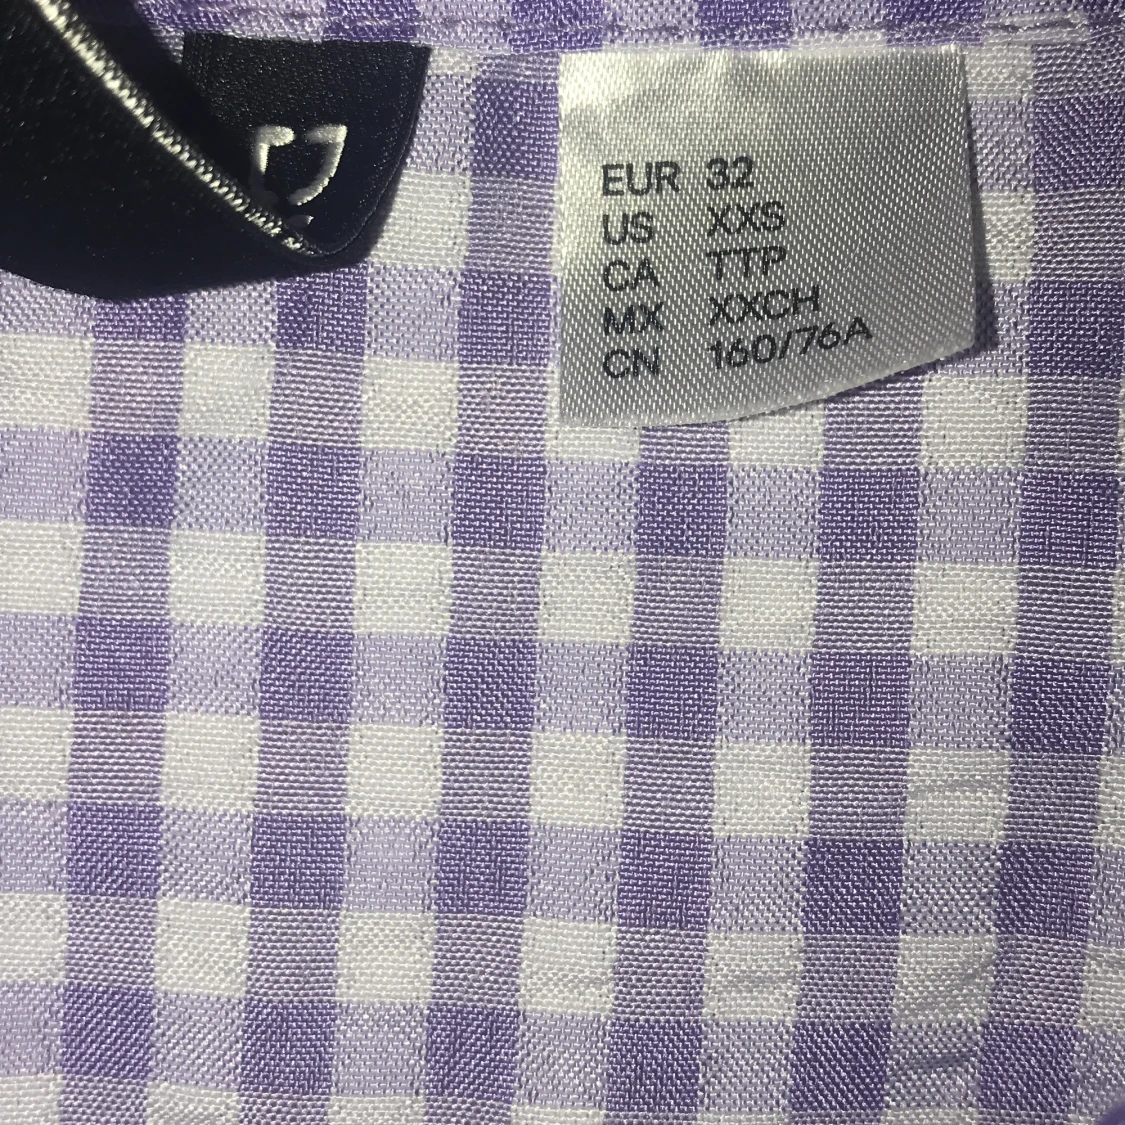 EUR 32
US XXS
CA TTP
MX XXCH
CN 160/76A